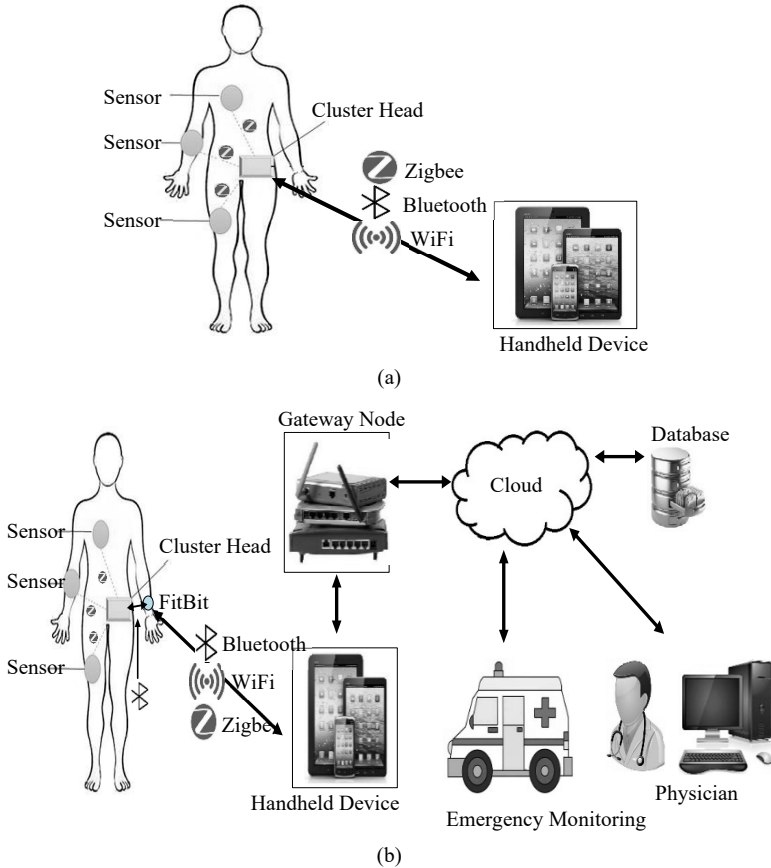 Sensor
Cluster Head
Sensor
Zigbee
Bluetooth
Sensor
WiFi
Handheld Device
(a)
Gateway Node
Database
Cloud
Sensor
Cluster Head
Sensor
FitBit
Bluetooth
Sensor
WiFi
Zigbee
Handheld Device
Physician
Emergency Monitoring
(b)